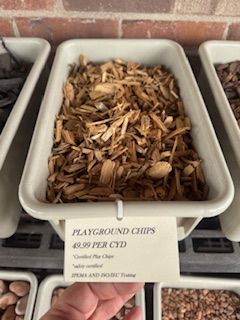 PLAYGROUND CHIPS
49.99 PER CYD
*Certified Play Chips
*safety certified
IPEMA AND ISO/IEC Testing